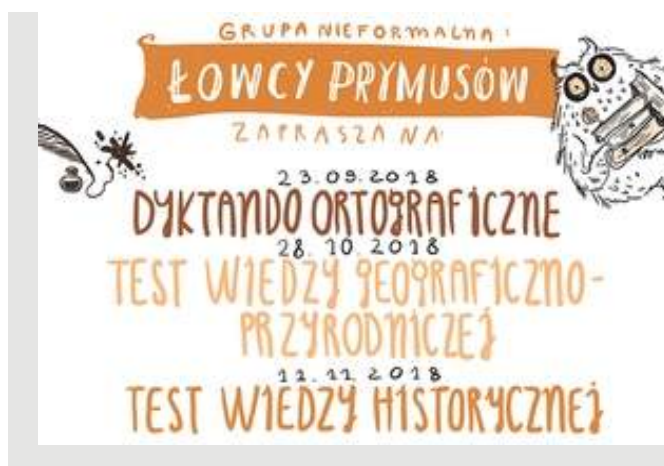 GRUPA NIEFORMALNA:
ŁOWCY PRYMUSÓW
ZAPRASZA NA:
23.09.2018
DYKTANDO ORTOGRAFICZNE
28.10.2018
TEST WIEDZY GEOGRAFICZNO-
PRZYRODNICZEJ
11.11.2018
TEST WIEDZY HISTORYCZNEJ